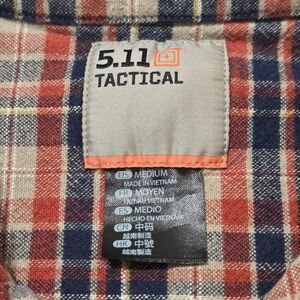 5.11
TACTICAL
US MEDIUM
MADE IN VIETNAM
FR MOYEN
FAIT AU VIETNAM
ES MEDIO
HECHO EN VIETNAM
CN 中码
越南制造
HK 中號
越南製造